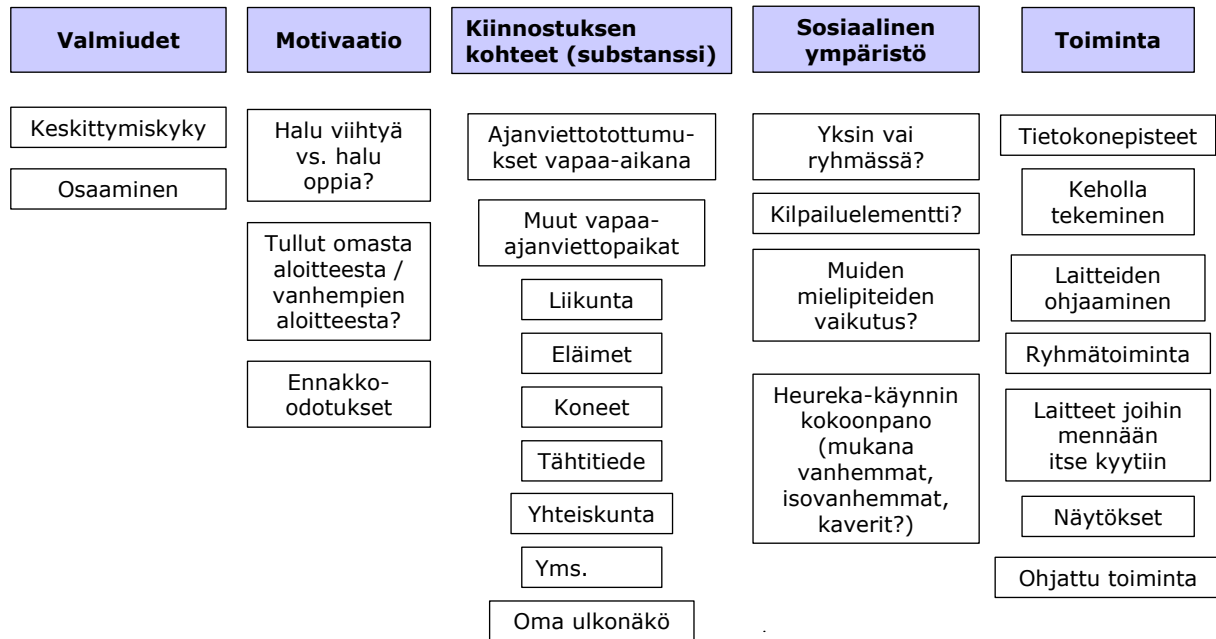 Valmiudet
Keskittymiskyky
Osaaminen
Motivaatio
Halu viihtyä
vs. halu
oppia?
Tullut omasta
aloitteesta /
vanhempien
aloitteesta?
Ennakko-
odotukset
Kiinnostuksen
kohteet (substanssi)
Ajanviettotottumu-
kset vapaa-aikana
Muut vapaa-
ajanviettopaikat
Liikunta
Eläimet
Koneet
Tähtitiede
Yhteiskunta
Yms.
Oma ulkonäkö
Sosiaalinen
ympäristö
Yksin vai
ryhmässä?
Kilpailuelementti?
Muiden
mielipiteiden
vaikutus?
Heureka-käynnin
kokoonpano
(mukana
vanhemmat,
isovanhemmat,
kaverit?)
Toiminta
Tietokonepisteet
Keholla
tekeminen
Laitteiden
ohjaaminen
Ryhmätoiminta
Laitteet joihin
mennään
itse kyytiin
Näytökset
Ohjattu toiminta